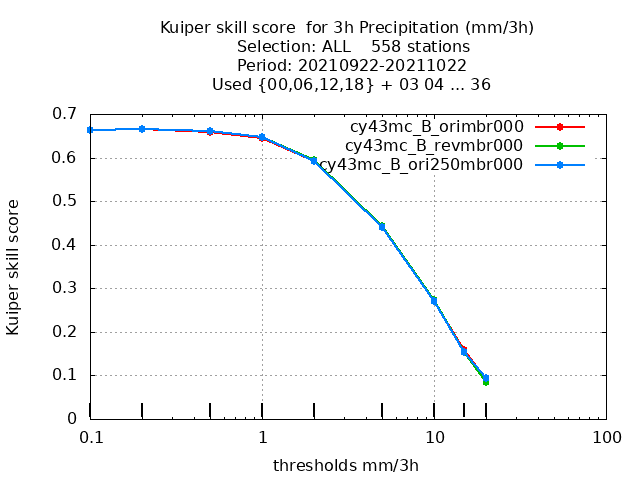 Kuiper skill score  for 3h Precipitation (mm/3h)
Selection: ALL    558 stations
Period: 20210922-20211022
Used {00,06,12,18} + 03 04 ... 36
cy43mc_B_orimbr000
cy43mc_B_revmbr000
cy43mc_B_ori250mbr000
0.7
0.6
0.5
0.4
0.3
0.2
0.1
0
Kuiper skill score
0.1 1 10 100
thresholds mm/3h